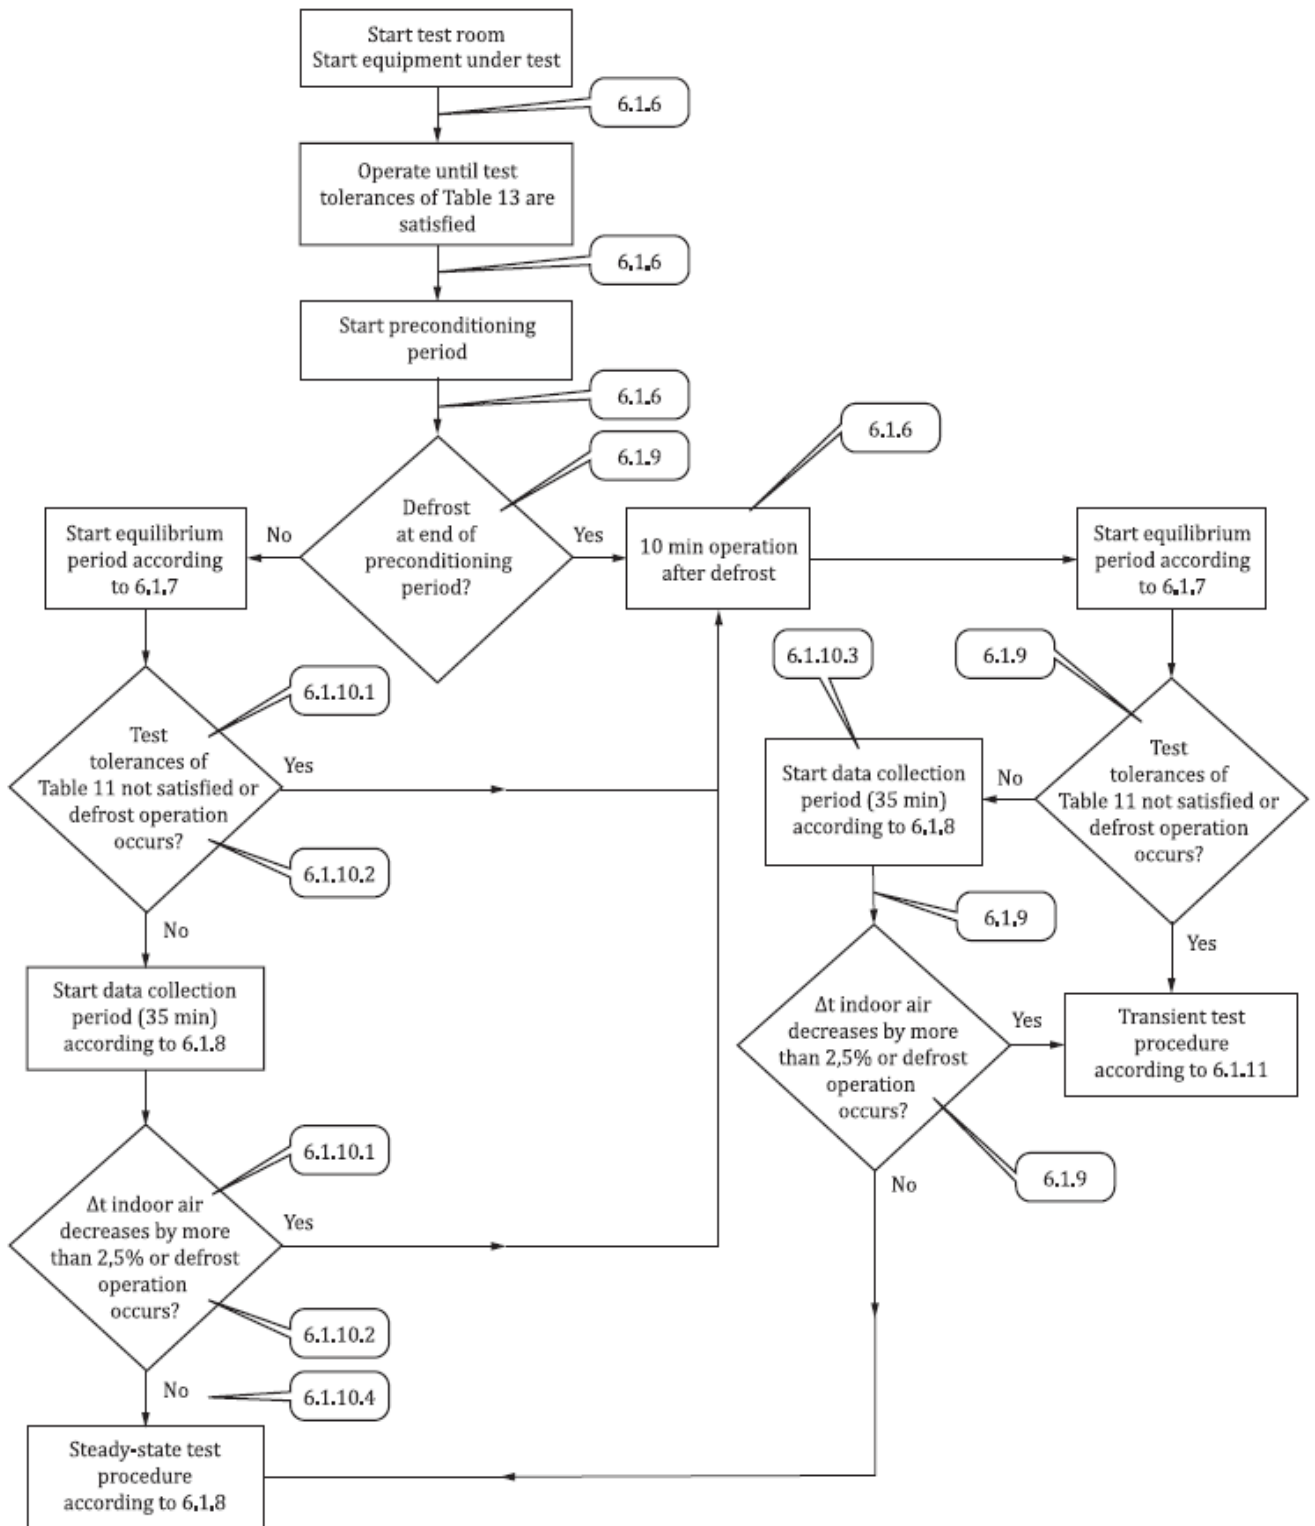 Start test room
Start equipment under test
6.1.6
Operate until test
tolerances of Table 13 are
satisfied
6.1.6
Start preconditioning
period
6.1.6
6.1.9
6.1.6
Defrost
at end of
preconditioning
period?
No
Yes
Start equilibrium
period according
to 6.1.7
10 min operation
after defrost
Start equilibrium
period according
to 6.1.7
6.1.10.1
Test
tolerances of
Table 11 not satisfied or
defrost operation
occurs?
Yes
6.1.10.2
No
6.1.10.3
6.1.9
Test
tolerances of
Table 11 not satisfied or
defrost operation
occurs?
No
Start data collection
period (35 min)
according to 6.1.8
6.1.9
Yes
Start data collection
period (35 min)
according to 6.1.8
Δt indoor air
decreases by more
than 2,5% or defrost
operation
occurs?
Yes
Transient test
procedure
according to 6.1.11
6.1.9
No
6.1.10.1
Δt indoor air
decreases by more
than 2,5% or defrost
operation
occurs?
Yes
6.1.10.2
No
6.1.10.4
Steady-state test
procedure
according to 6.1.8